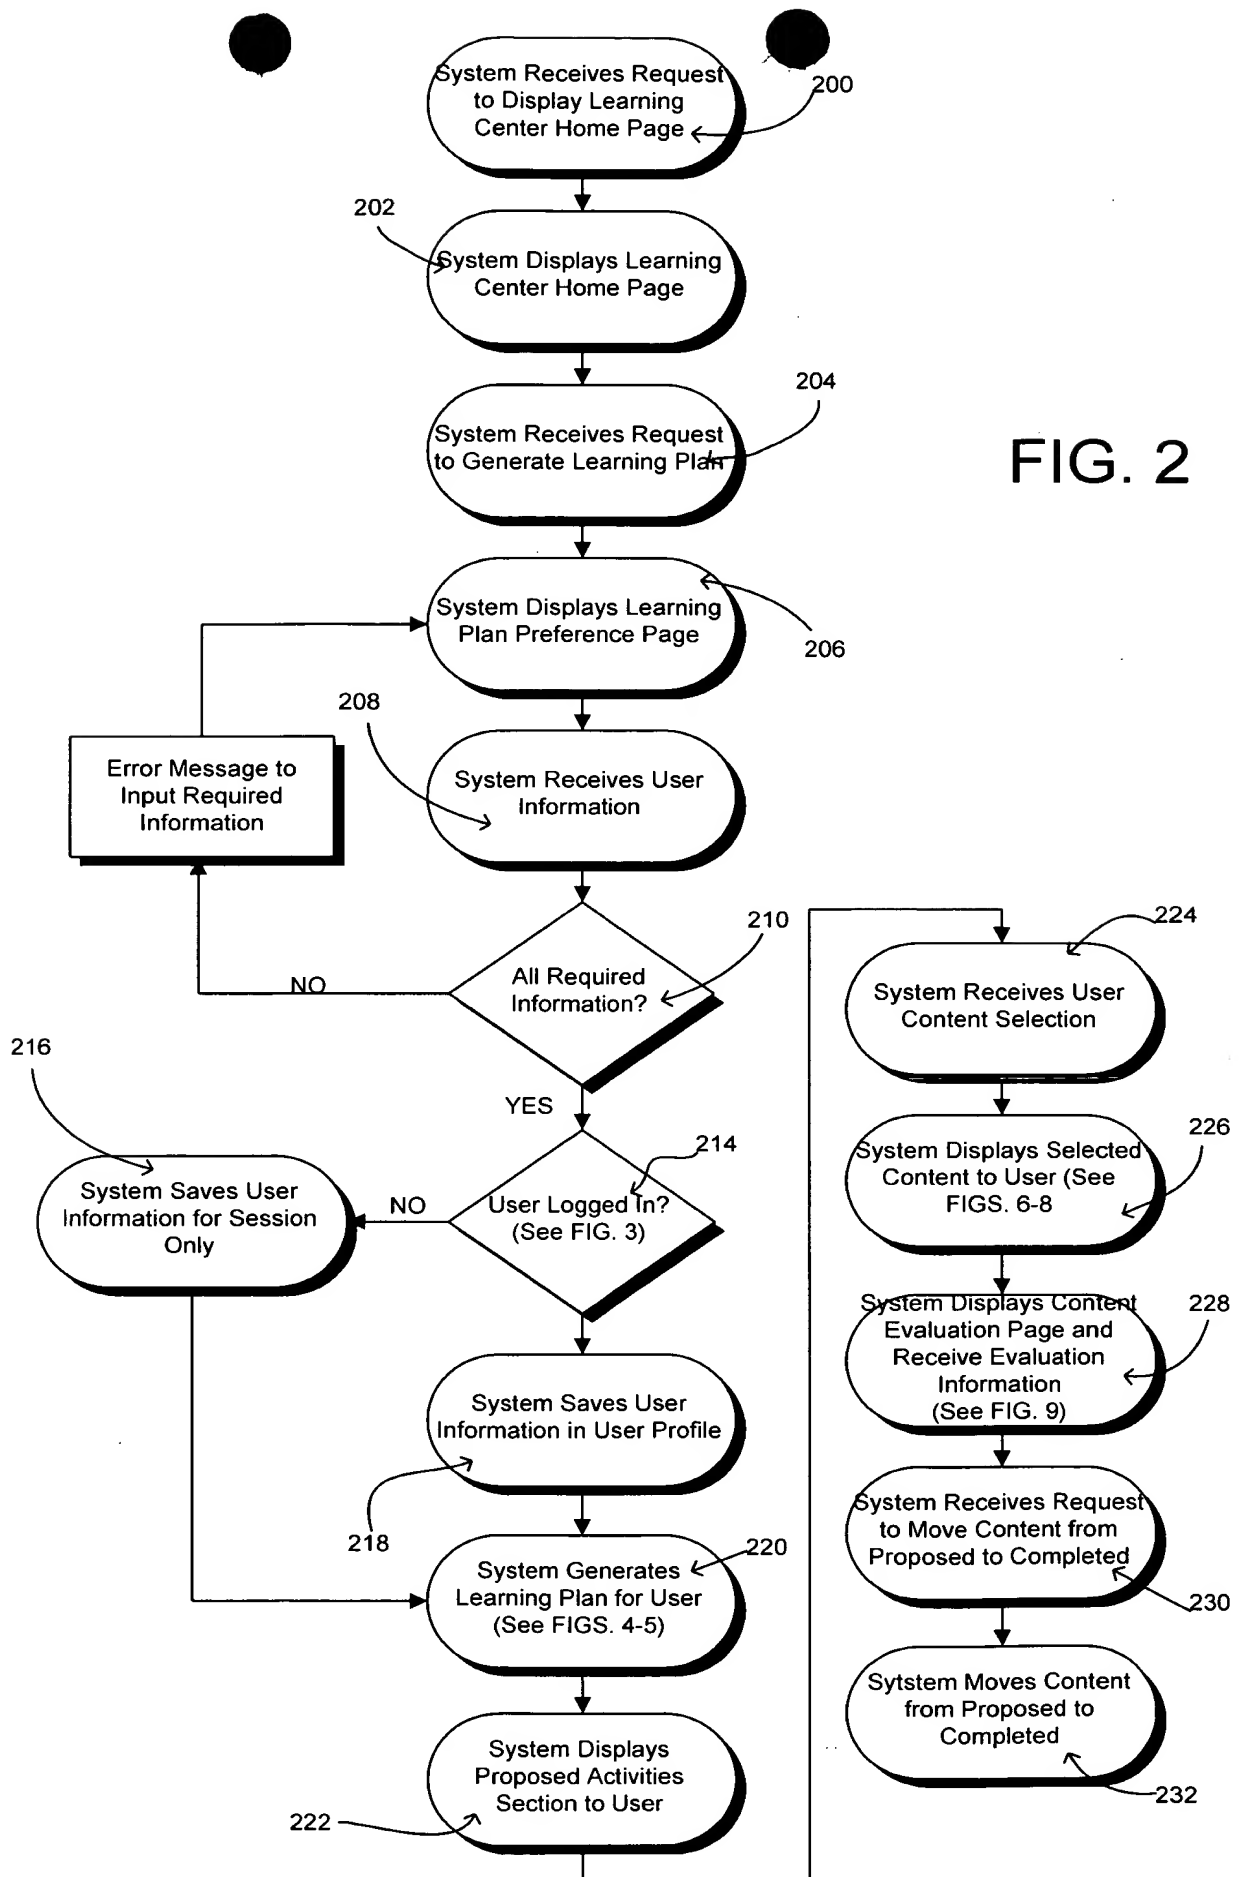 System Receives Request
to Display Learning
Center Home Page
200
202
System Displays Learning
Center Home Page
204
System Receives Request
to Generate Learning Plan
FIG. 2
System Displays Learning
Plan Preference Page
206
208
Error Message to
Input Required
Information
System Receives User
Information
210
All Required
Information?
NO
YES
216
214
System Saves User
Information for Session
Only
NO
User Logged In?
(See FIG. 3)
System Saves User
Information in User Profile
218
220
System Generates
Learning Plan for User
(See FIGS. 4-5)
System Displays
Proposed Activities
Section to User
222
224
System Receives User
Content Selection
226
System Displays Selected
Content to User (See
FIGS. 6-8
228
System Displays Content
Evaluation Page and
Receive Evaluation
Information
(See FIG. 9)
System Receives Request
to Move Content from
Proposed to Completed
230
Sytstem Moves Content
from Proposed to
Completed
232